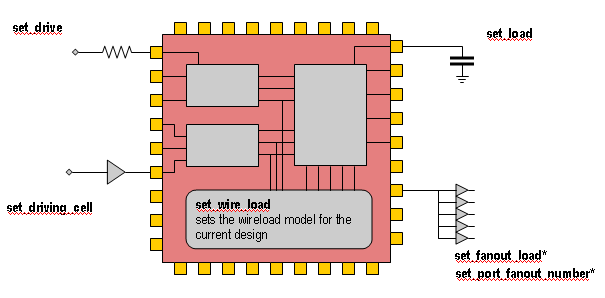 set_drive
set_load
set_driving_cell
set_wire_load
sets the wireload model for the
current design
set_fanout_load*
set_port_fanout_number*